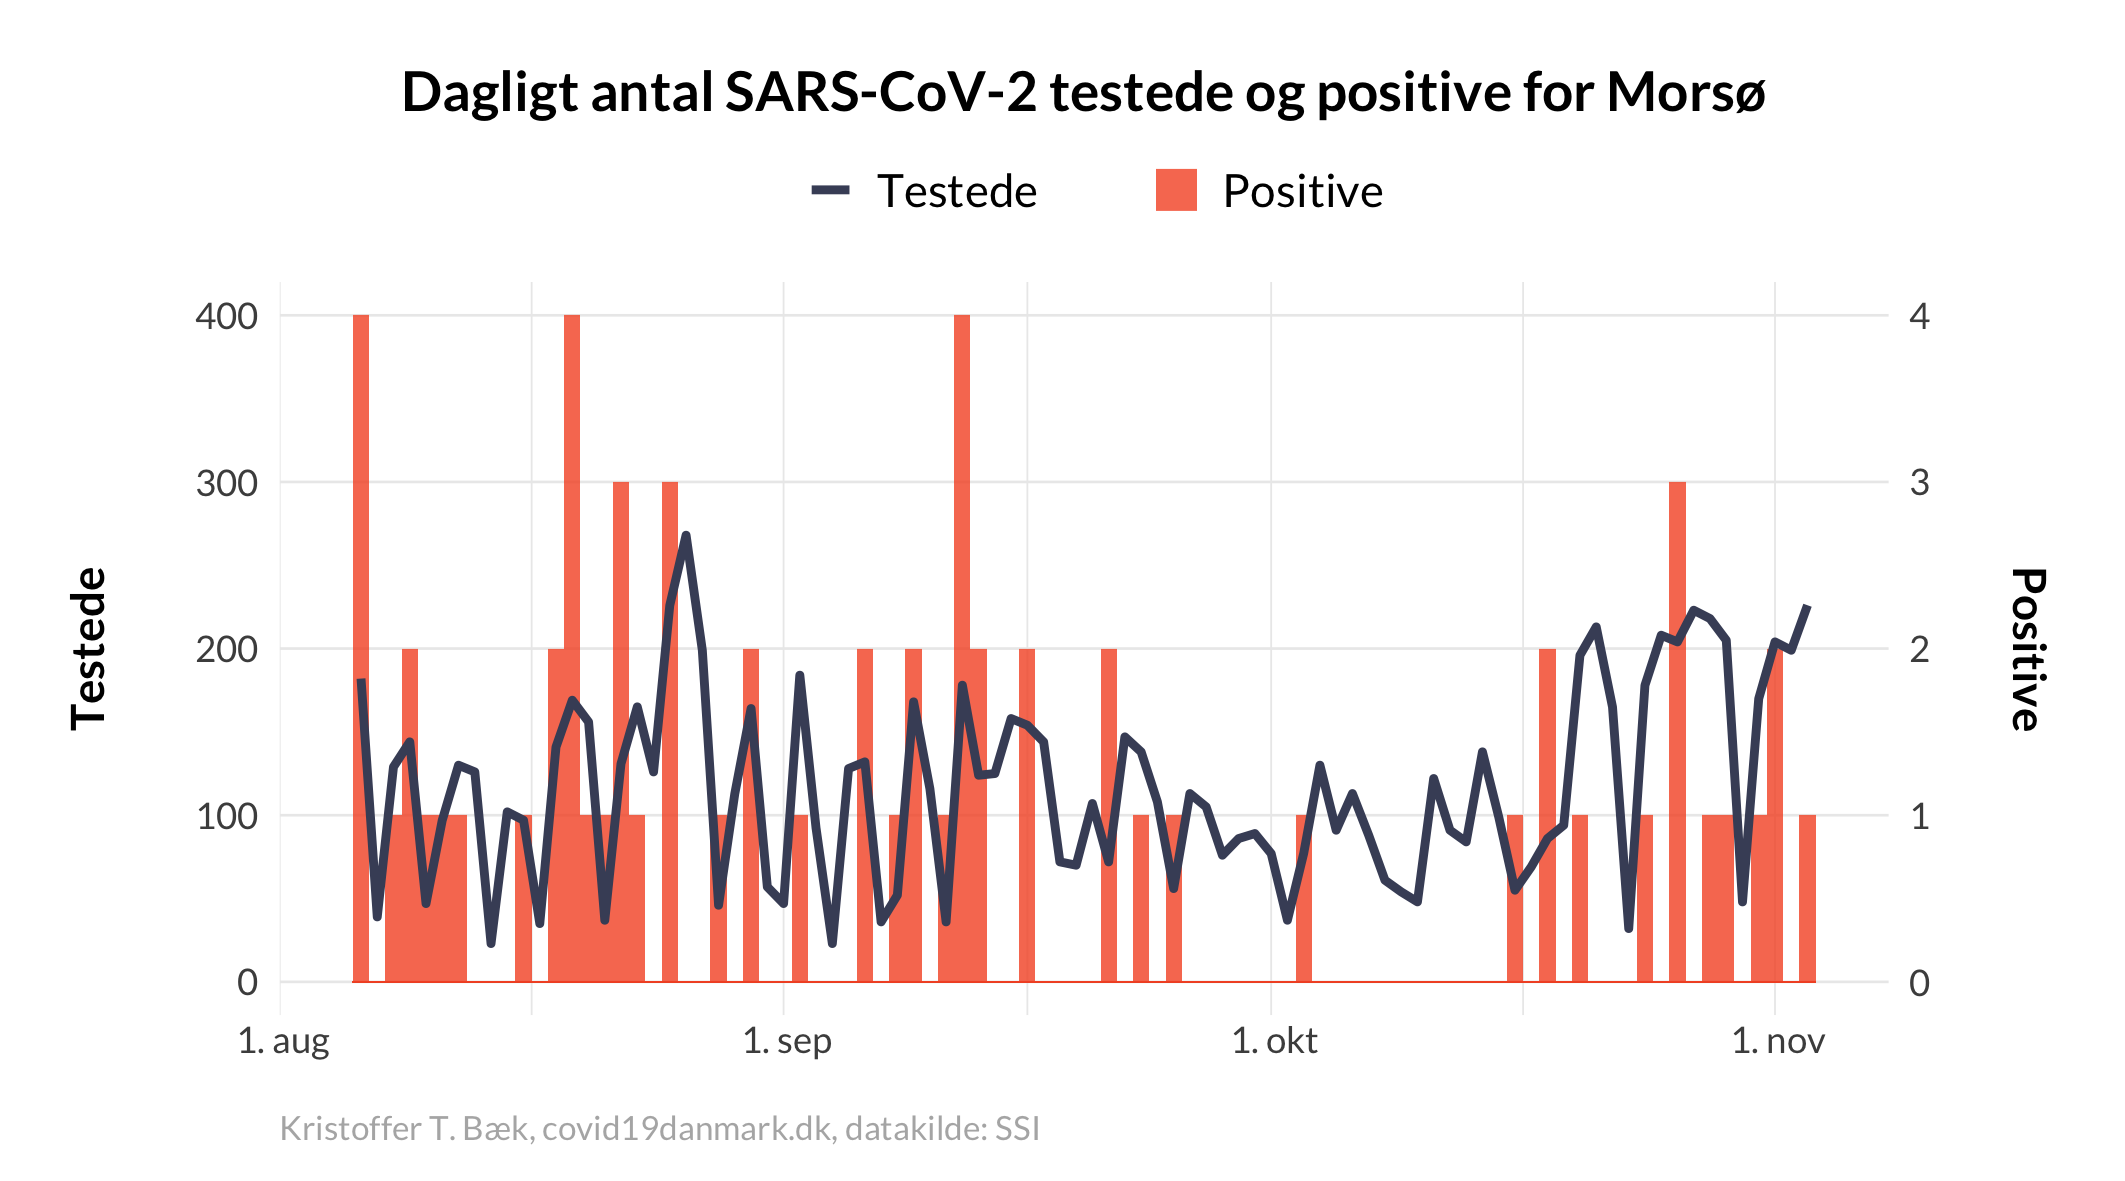 Dagligt antal SARS-CoV-2 testede og positive for Morsø
Testede
Positive
400
300
200
100
0
4
3
2
1
0
Testede
Positive
1. aug
1. sep
1. okt
1. nov
Kristoffer T. Bæk, covid19danmark.dk, datakilde: SSI